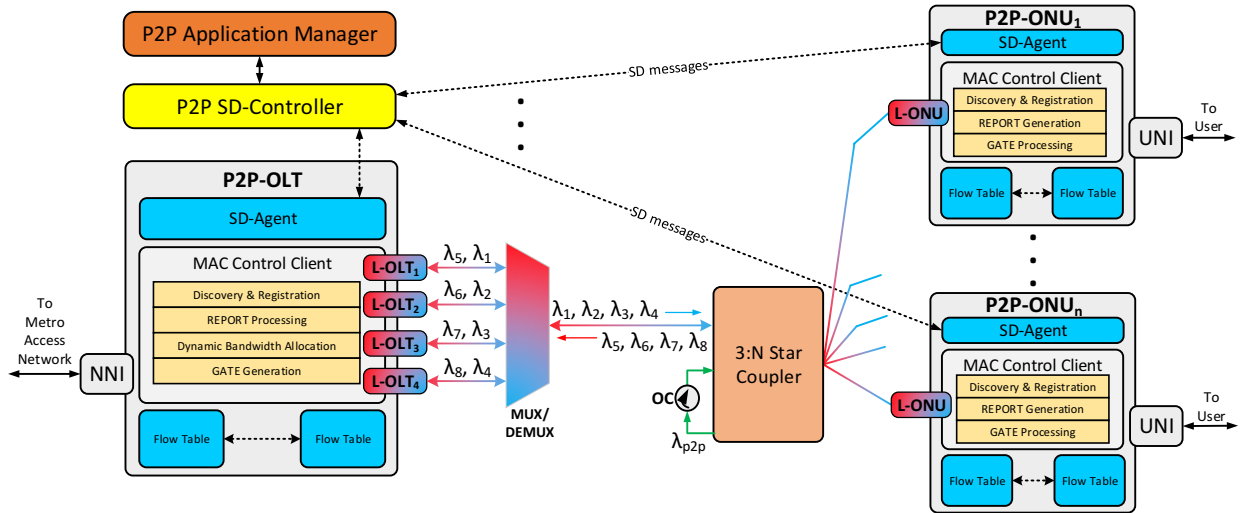 P2P Application Manager
P2P SD-Controller
SD messages
SD messages
P2P-OLT
SD-Agent
MAC Control Client
Discovery & Registration
REPORT Processing
Dynamic Bandwidth Allocation
GATE Generation
Flow Table
Flow Table
To
Metro
Access
Network
NNI
L-OLT₁
L-OLT₂
L-OLT₃
L-OLT₄
λ₅, λ₁
λ₆, λ₂
λ₇, λ₃
λ₈, λ₄
MUX/
DEMUX
λ₁, λ₂, λ₃, λ₄
λ₅, λ₆, λ₇, λ₈
OC
λp2p
3:N Star
Coupler
P2P-ONU₁
SD-Agent
L-ONU
MAC Control Client
Discovery & Registration
REPORT Generation
GATE Processing
Flow Table
Flow Table
UNI
To
User
P2P-ONUₙ
SD-Agent
L-ONU
MAC Control Client
Discovery & Registration
REPORT Generation
GATE Processing
Flow Table
Flow Table
UNI
To
User